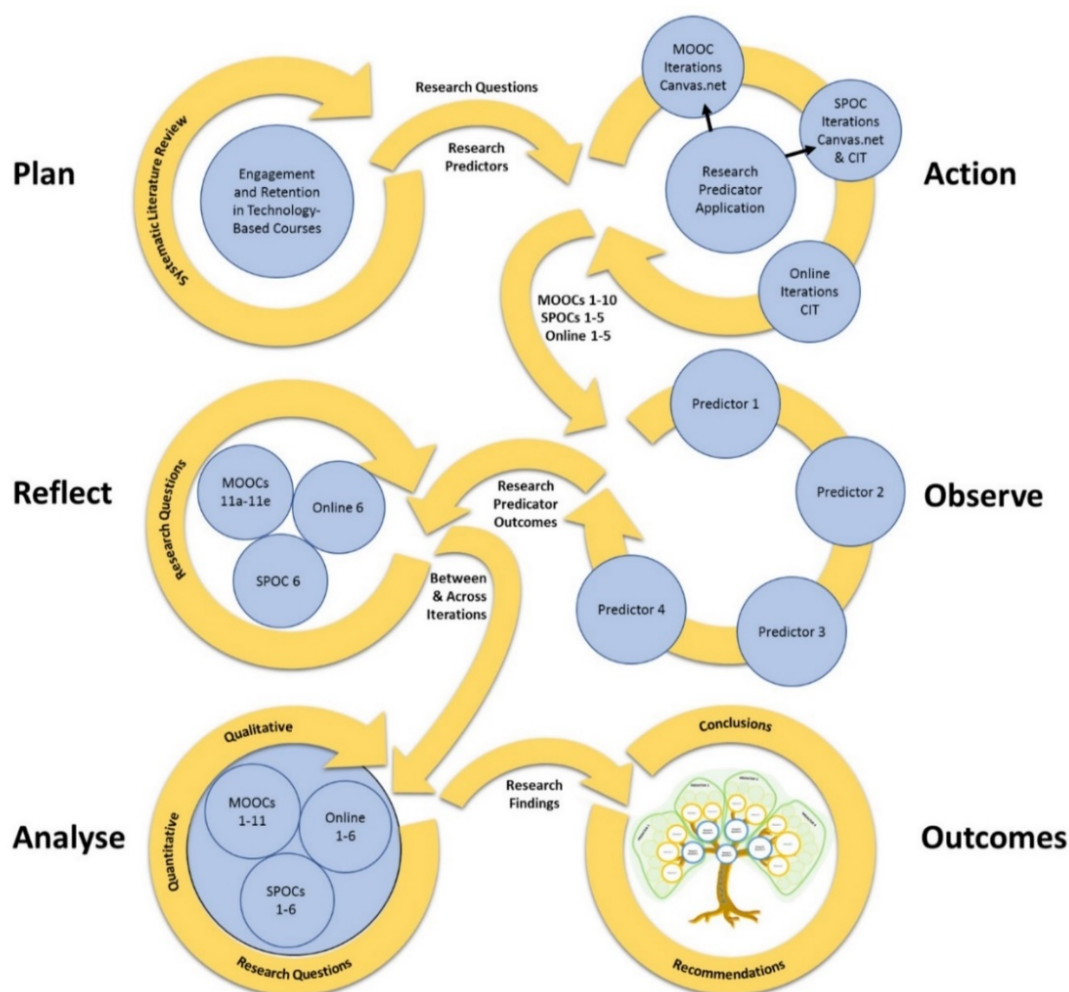 Plan
Systematic Literature Review
Engagement
and Retention
in Technology-
Based Courses
Research Questions
Research
Predictors
MOOC
Iterations
Canvas.net
SPOC
Iterations
Canvas.net
& CIT
Research
Predicator
Application
Online
Iterations
CIT
Action
MOOCs 1-10
SPOCs 1-5
Online 1-5
Reflect
Research Questions
MOOCs
11a-11e
Online 6
SPOC 6
Research
Predicator
Outcomes
Between
& Across
Iterations
Predictor 1
Predictor 2
Predictor 3
Predictor 4
Observe
Analyse
Qualitative
Quantitative
Research Questions
MOOCs
1-11
Online
1-6
SPOCs
1-6
Research
Findings
Conclusions
Recommendations
Outcomes